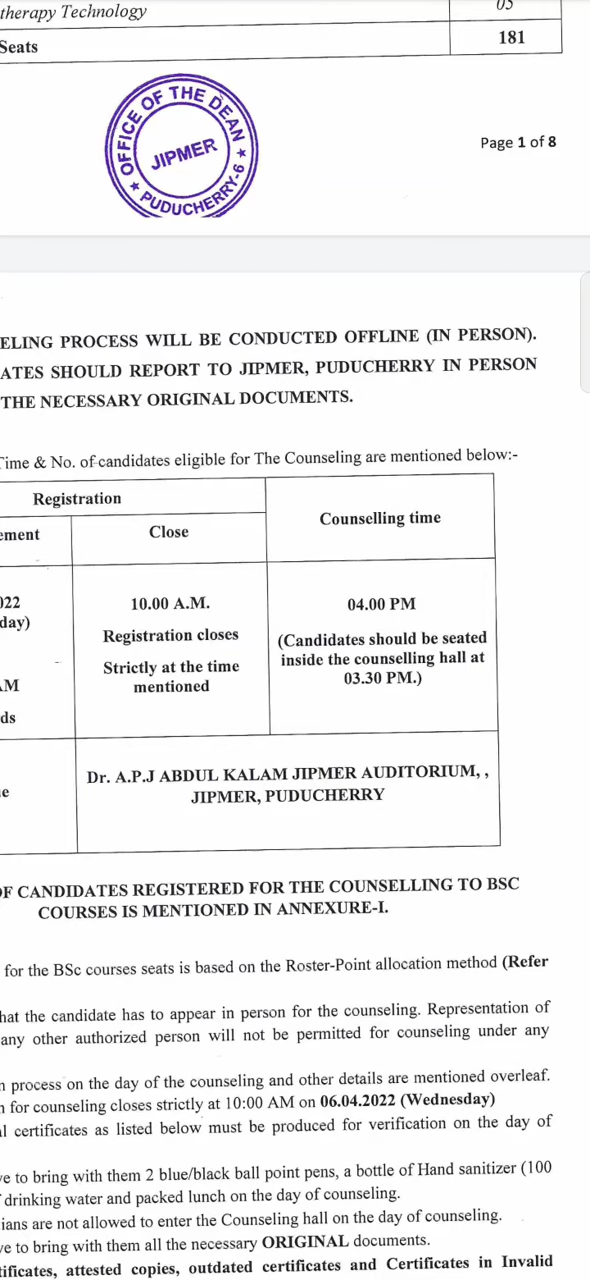 therapy Technology
05
Seats
181
OFFICE OF THE DEAN
JIPMER
PUDUCHERRY-6
Page 1 of 8
ELING PROCESS WILL BE CONDUCTED OFFLINE (IN PERSON).
ATES SHOULD REPORT TO JIPMER, PUDUCHERRY IN PERSON
THE NECESSARY ORIGINAL DOCUMENTS.
Time & No. of candidates eligible for The Counseling are mentioned below:-
Registration
Counselling time
ement
Close
022
day)
AM
ds
10.00 A.M.
Registration closes
Strictly at the time
mentioned
04.00 PM
(Candidates should be seated
inside the counselling hall at
03.30 PM.)
e
Dr. A.P.J ABDUL KALAM JIPMER AUDITORIUM, ,
JIPMER, PUDUCHERRY
OF CANDIDATES REGISTERED FOR THE COUNSELLING TO BSC
COURSES IS MENTIONED IN ANNEXURE-I.
for the BSc courses seats is based on the Roster-Point allocation method (Refer
hat the candidate has to appear in person for the counseling. Representation of
any other authorized person will not be permitted for counseling under any
n process on the day of the counseling and other details are mentioned overleaf.
n for counseling closes strictly at 10:00 AM on 06.04.2022 (Wednesday)
al certificates as listed below must be produced for verification on the day of
ve to bring with them 2 blue/black ball point pens, a bottle of Hand sanitizer (100
drinking water and packed lunch on the day of counseling.
ians are not allowed to enter the Counseling hall on the day of counseling.
ve to bring with them all the necessary ORIGINAL documents.
tificates, attested copies, outdated certificates and Certificates in Invalid